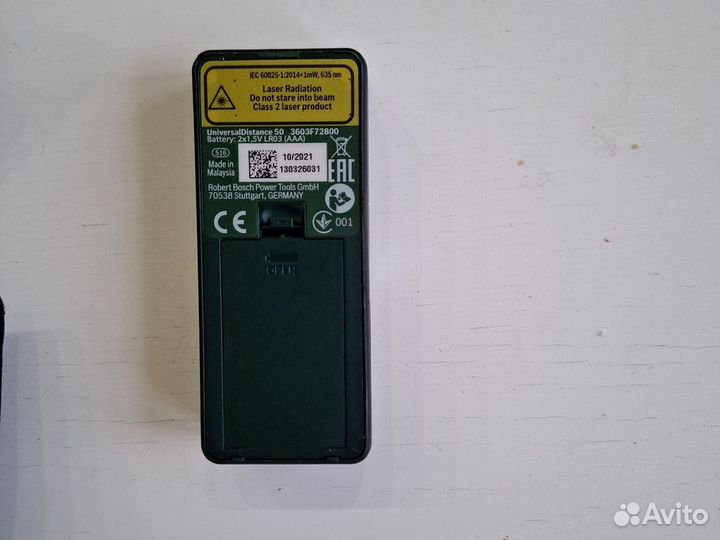 IEC 60825-1:2014<1mW, 635 nm
Laser Radiation
Do not stare into beam
Class 2 laser product
UniversalDistance 50 3603F72800
Battery: 2x1,5V LR03 (AAA)
516
10/2021
Made in
Malaysia
130326031
EAC
Robert Bosch Power Tools GmbH
70538 Stuttgart, GERMANY
CE
001
OPEN
Avito